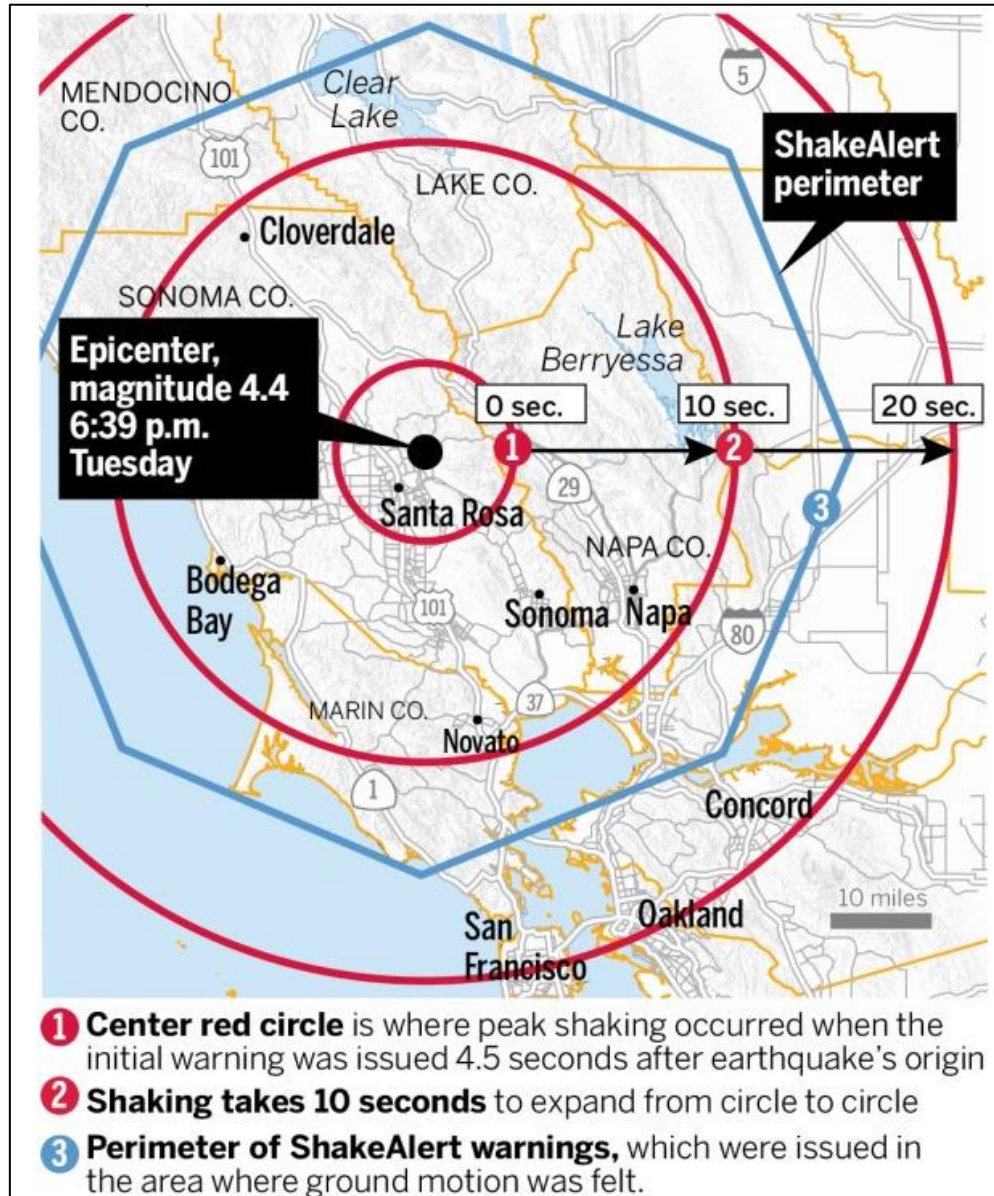 MENDOCINO
CO.
Clear
Lake
5
101
ShakeAlert
perimeter
LAKE CO.
Cloverdale
SONOMA CO.
Lake
Berryessa
Epicenter,
magnitude 4.4
6:39 p.m.
Tuesday
0 sec.
10 sec.
20 sec.
1
2
Santa Rosa
29
3
NAPA CO.
Bodega
Bay
101
Sonoma
Napa
80
37
MARIN CO.
Novato
1
Concord
10 miles
Oakland
San
Francisco
1 Center red circle is where peak shaking occurred when the
initial warning was issued 4.5 seconds after earthquake's origin
2 Shaking takes 10 seconds to expand from circle to circle
3 Perimeter of ShakeAlert warnings, which were issued in
the area where ground motion was felt.